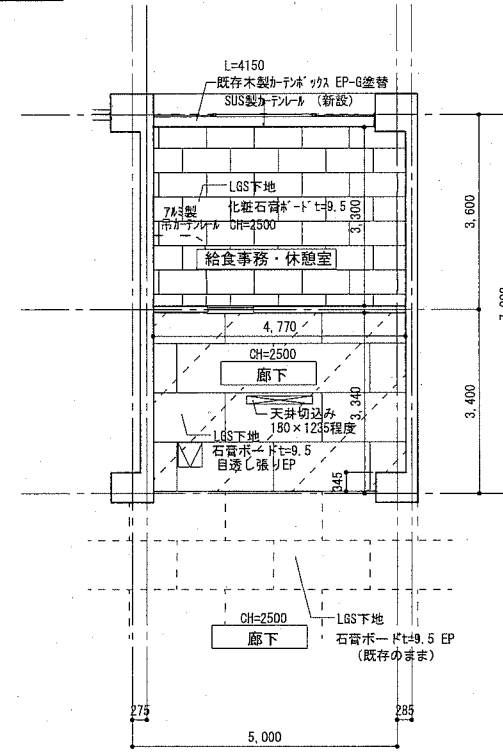 L=4150
既存木製カーテンボックス EP-G塗替
SUS製カーテンレール (新設)
LGS下地
化粧石膏ボードt=9.5
アルミ製
吊カーテンレール CH=2500
3,300
3,600
給食事務・休憩室
4,770
CH=2500
廊下
3,340
3,400
天井切込み
180×1235程度
LGS下地
石膏ボードt=9.5
目透し張りEP
345
CH=2500
廊下
LGS下地
石膏ボードt=9.5 EP
(既存のまま)
275
285
5,000